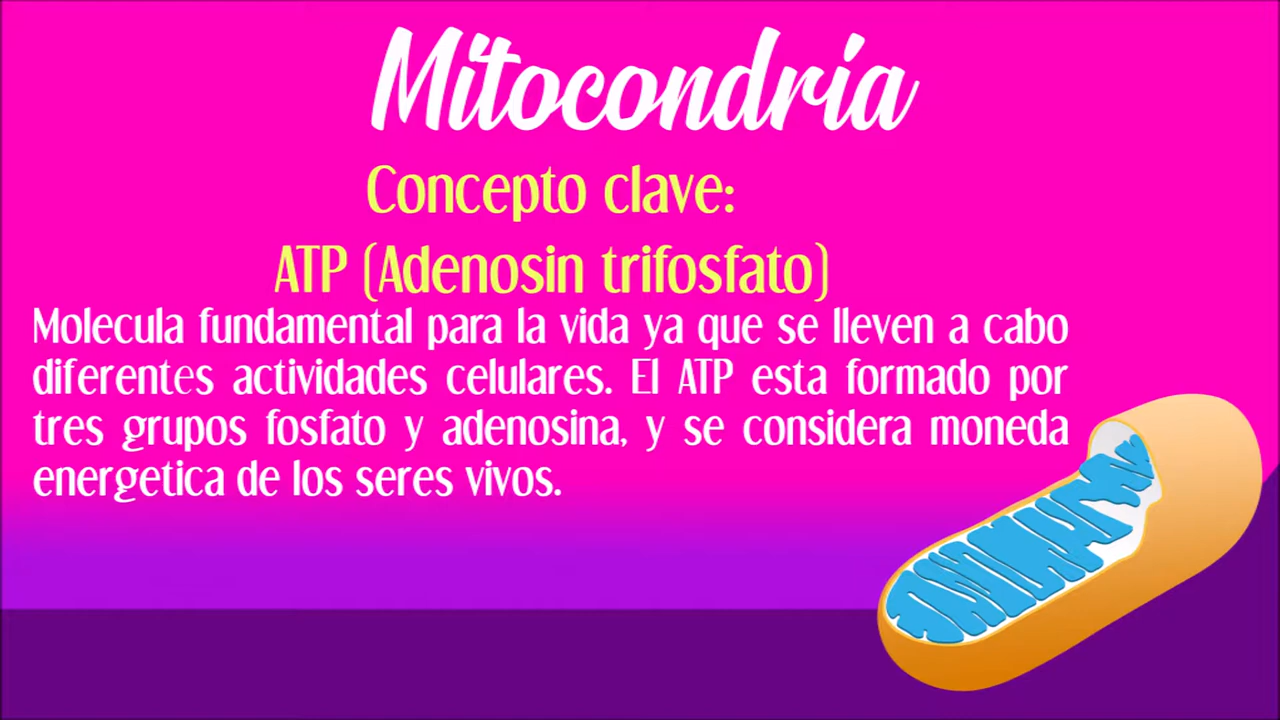 Mitocondría
Concepto clave:
ATP (Adenosin trifosfato)
Molecula fundamental para la vida ya que se lleven a cabo
diferentes actividades celulares. El ATP esta formado por
tres grupos fosfato y adenosina, y se considera moneda
energetica de los seres vivos.